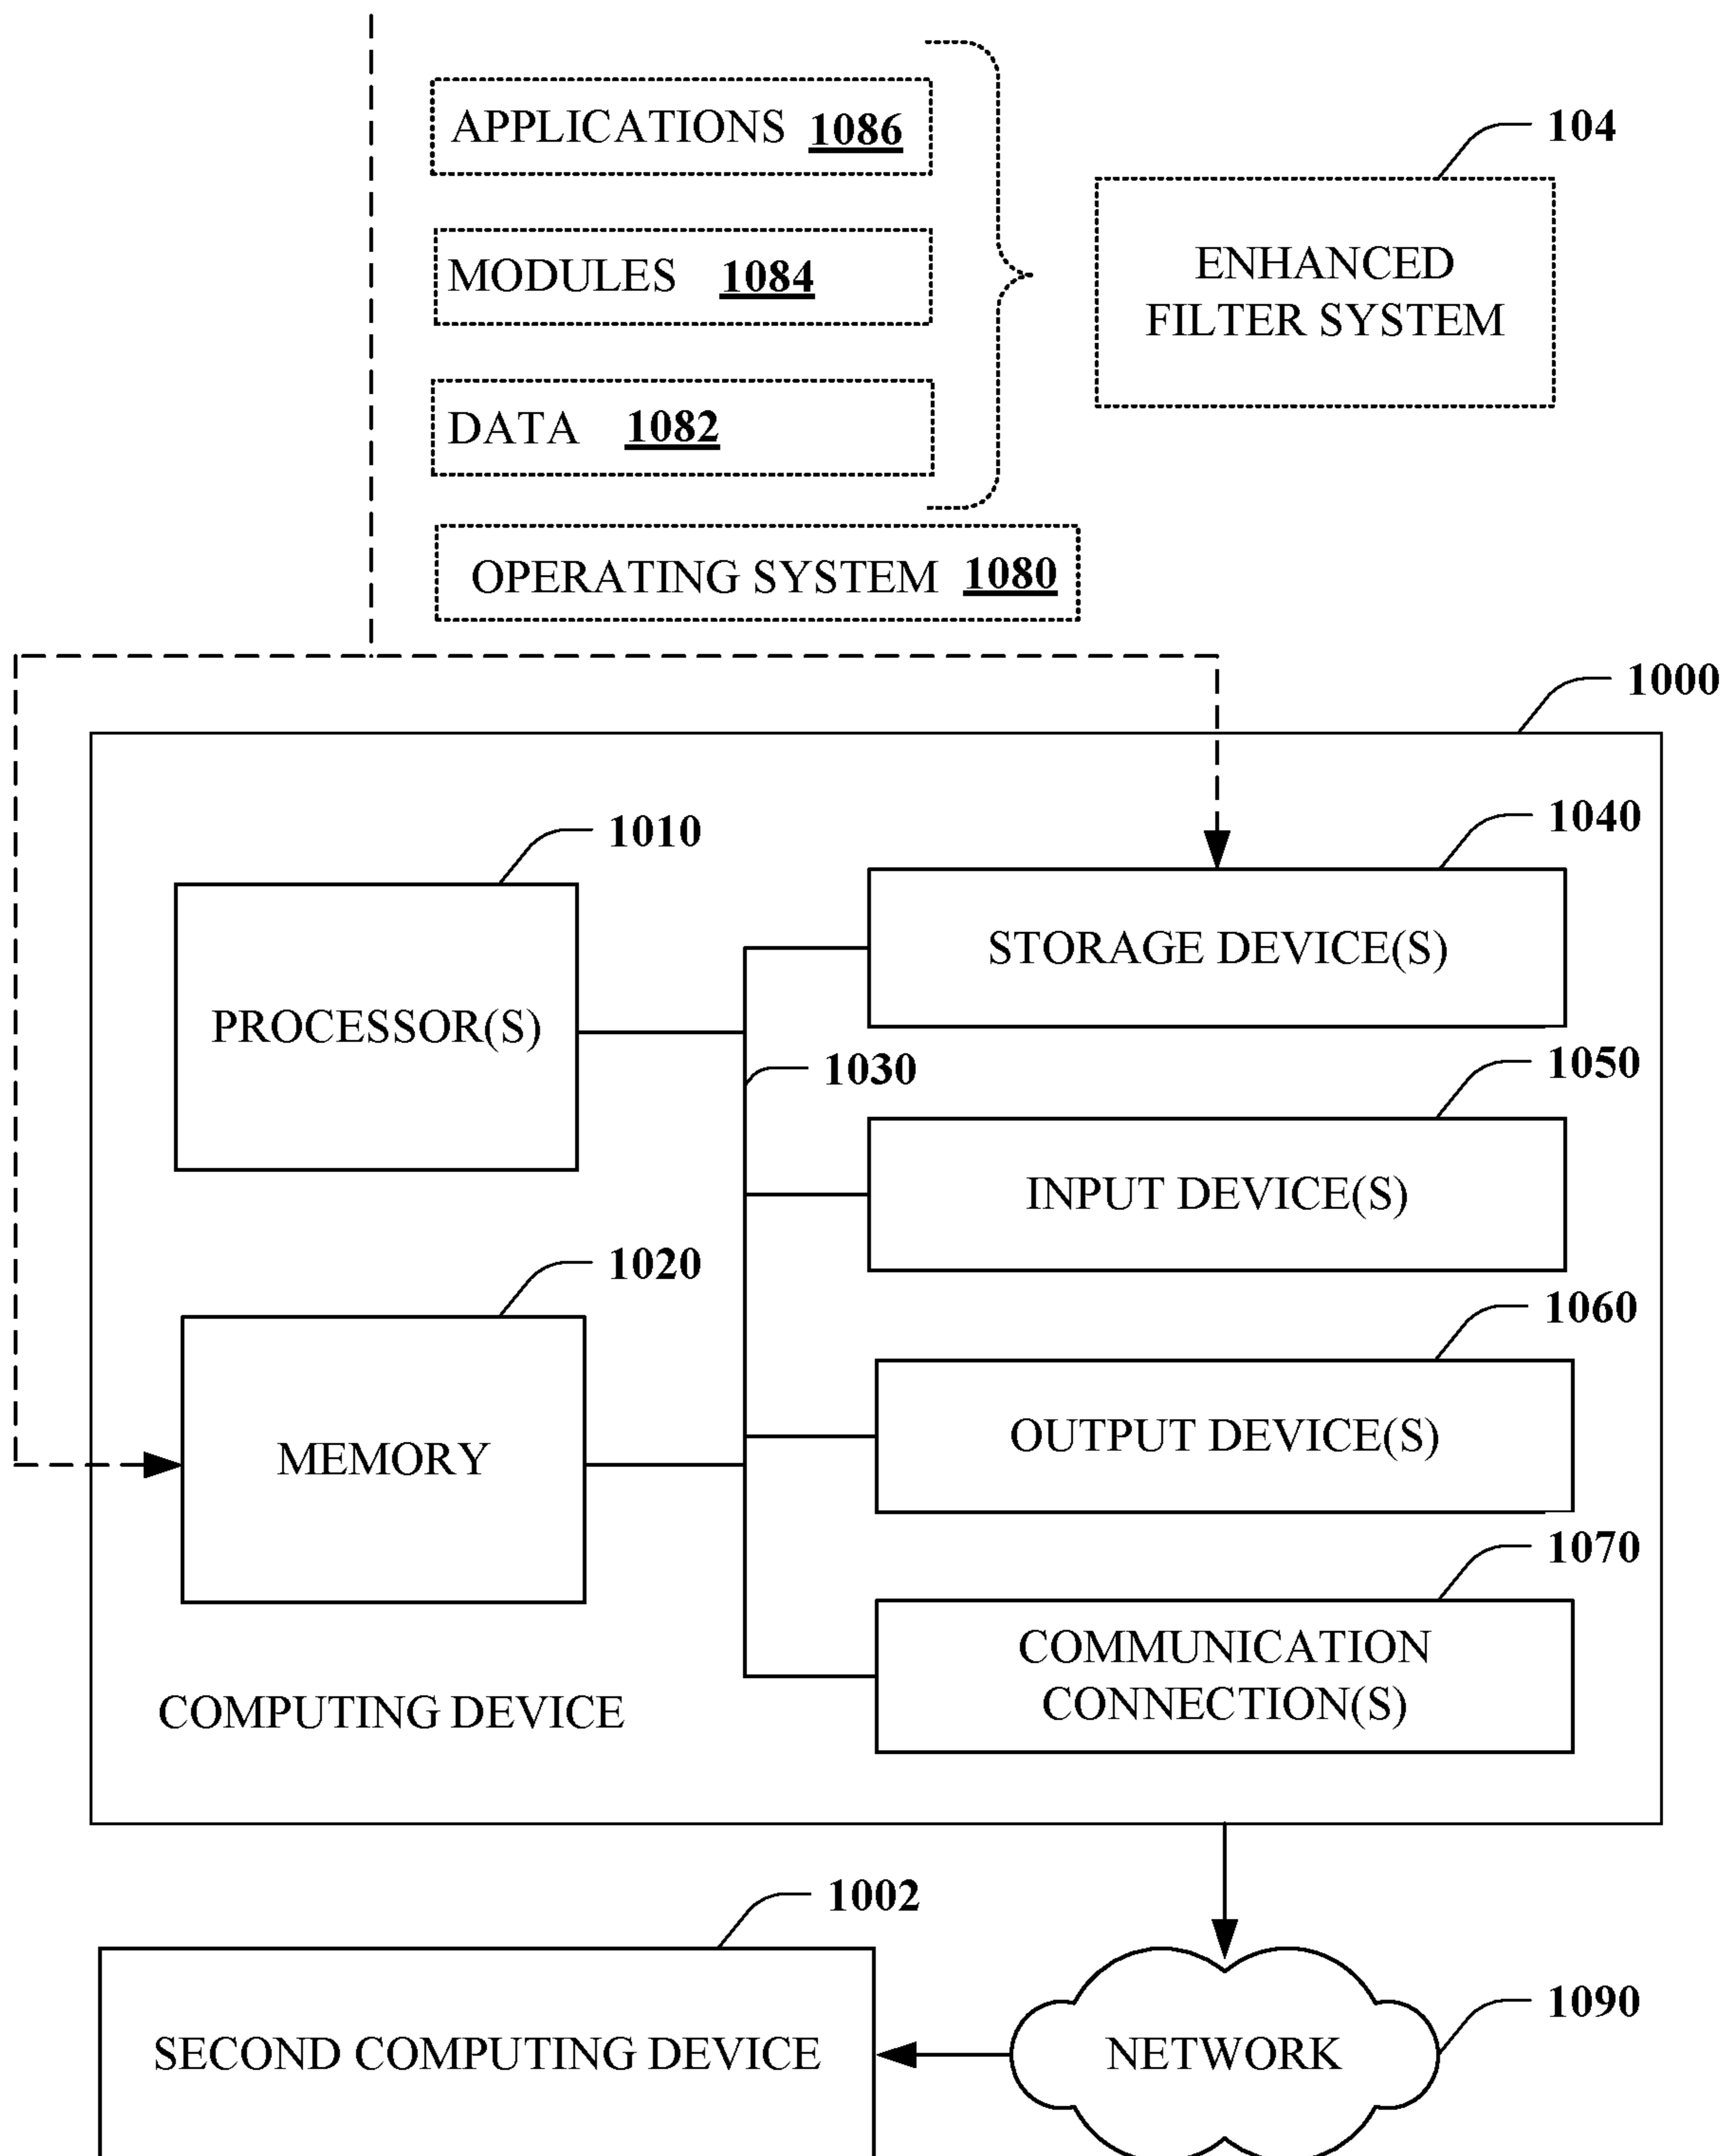 APPLICATIONS 1086
104
ENHANCED
FILTER SYSTEM
MODULES 1084
DATA 1082
OPERATING SYSTEM 1080
1000
1010
1040
PROCESSOR(S)
STORAGE DEVICE(S)
1030
1050
INPUT DEVICE(S)
1020
1060
MEMORY
OUTPUT DEVICE(S)
1070
COMMUNICATION
CONNECTION(S)
COMPUTING DEVICE
1002
1090
SECOND COMPUTING DEVICE
NETWORK